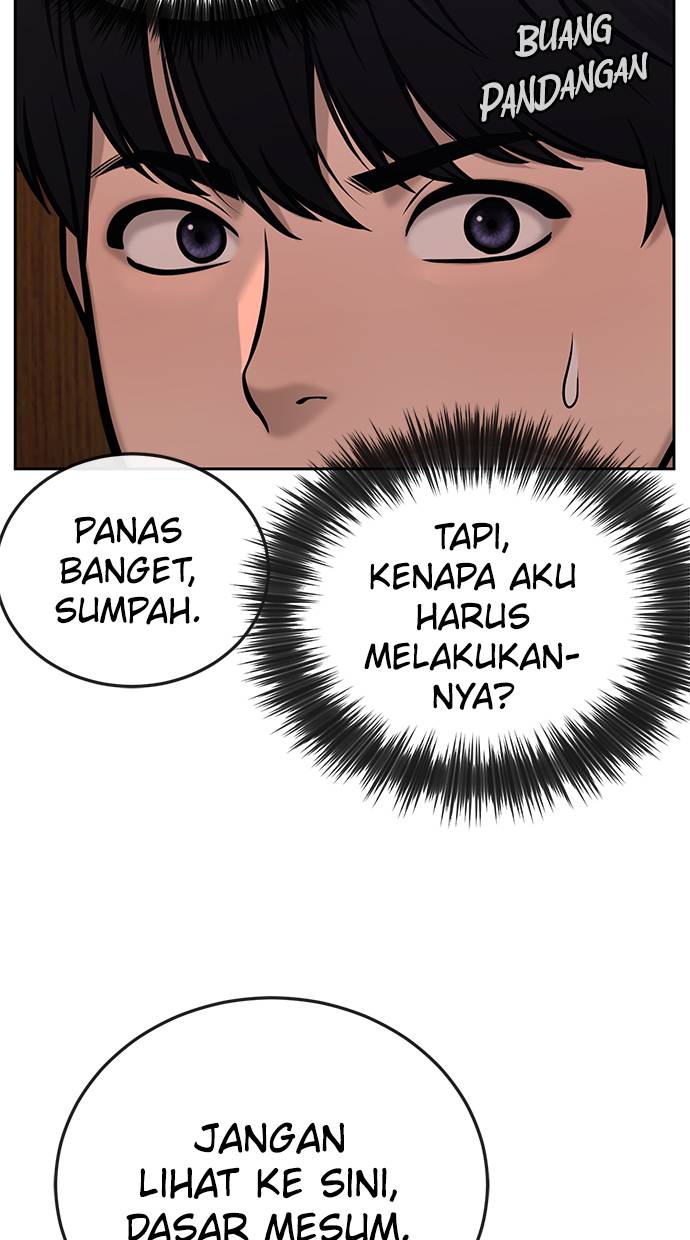 BUANG
PANDANGAN
PANAS
BANGET,
SUMPAH.
TAPI,
KENAPA AKU
HARUS
MELAKUKAN-
NYA?
JANGAN
LIHAT KE SINI,
DASAR MESUM.